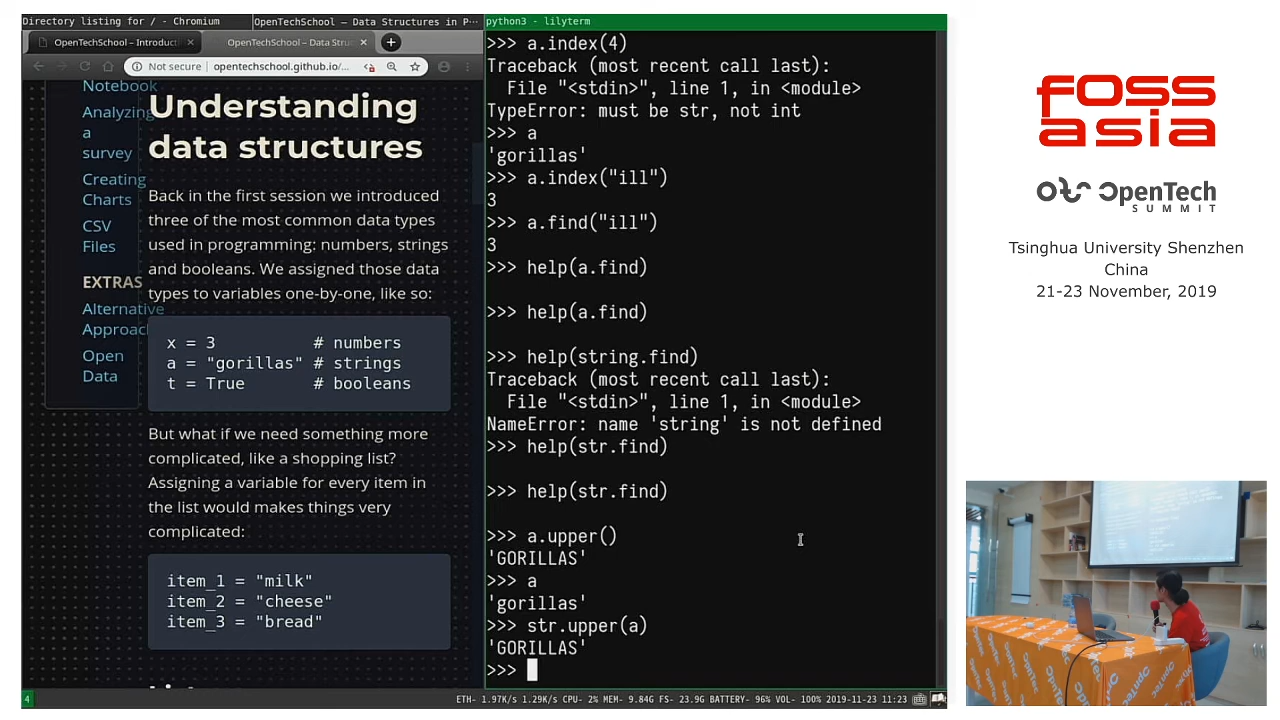 Directory listing for / - Chromium
OpenTechSchool – Data Structures in P···
python3 - lilyterm
OpenTechSchool – Introduct
OpenTechSchool – Data Stru
Not secure
opentechschool.github.io/...
Notebook
Analyzing
a
survey
Creating
Charts
CSV
Files
EXTRAS
Alternative
Approach
Open
Data
Understanding
data structures
Back in the first session we introduced
three of the most common data types
used in programming: numbers, strings
and booleans. We assigned those data
types to variables one-by-one, like so:
x = 3 # numbers
a = "gorillas" # strings
t = True # booleans
But what if we need something more
complicated, like a shopping list?
Assigning a variable for every item in
the list would makes things very
complicated:
item_1 = "milk"
item_2 = "cheese"
item_3 = "bread"
>>> a.index(4)
Traceback (most recent call last):
File "<stdin>", line 1, in <module>
TypeError: must be str, not int
>>> a
'gorillas'
>>> a.index("ill")
3
>>> a.find("ill")
3
>>> help(a.find)
>>> help(a.find)
>>> help(string.find)
Traceback (most recent call last):
File "<stdin>", line 1, in <module>
NameError: name 'string' is not defined
>>> help(str.find)
>>> help(str.find)
>>> a.upper()
'GORILLAS'
>>> a
'gorillas'
>>> str.upper(a)
'GORILLAS'
>>>
4
ETH- 1.97K/s 1.29K/s CPU- 2% MEM- 9.84G FS- 23.9G BATTERY- 96% VOL- 100% 2019-11-23 11:23
FOSS
ASIA
OpenTech
SUMMIT
Tsinghua University Shenzhen
China
21-23 November, 2019